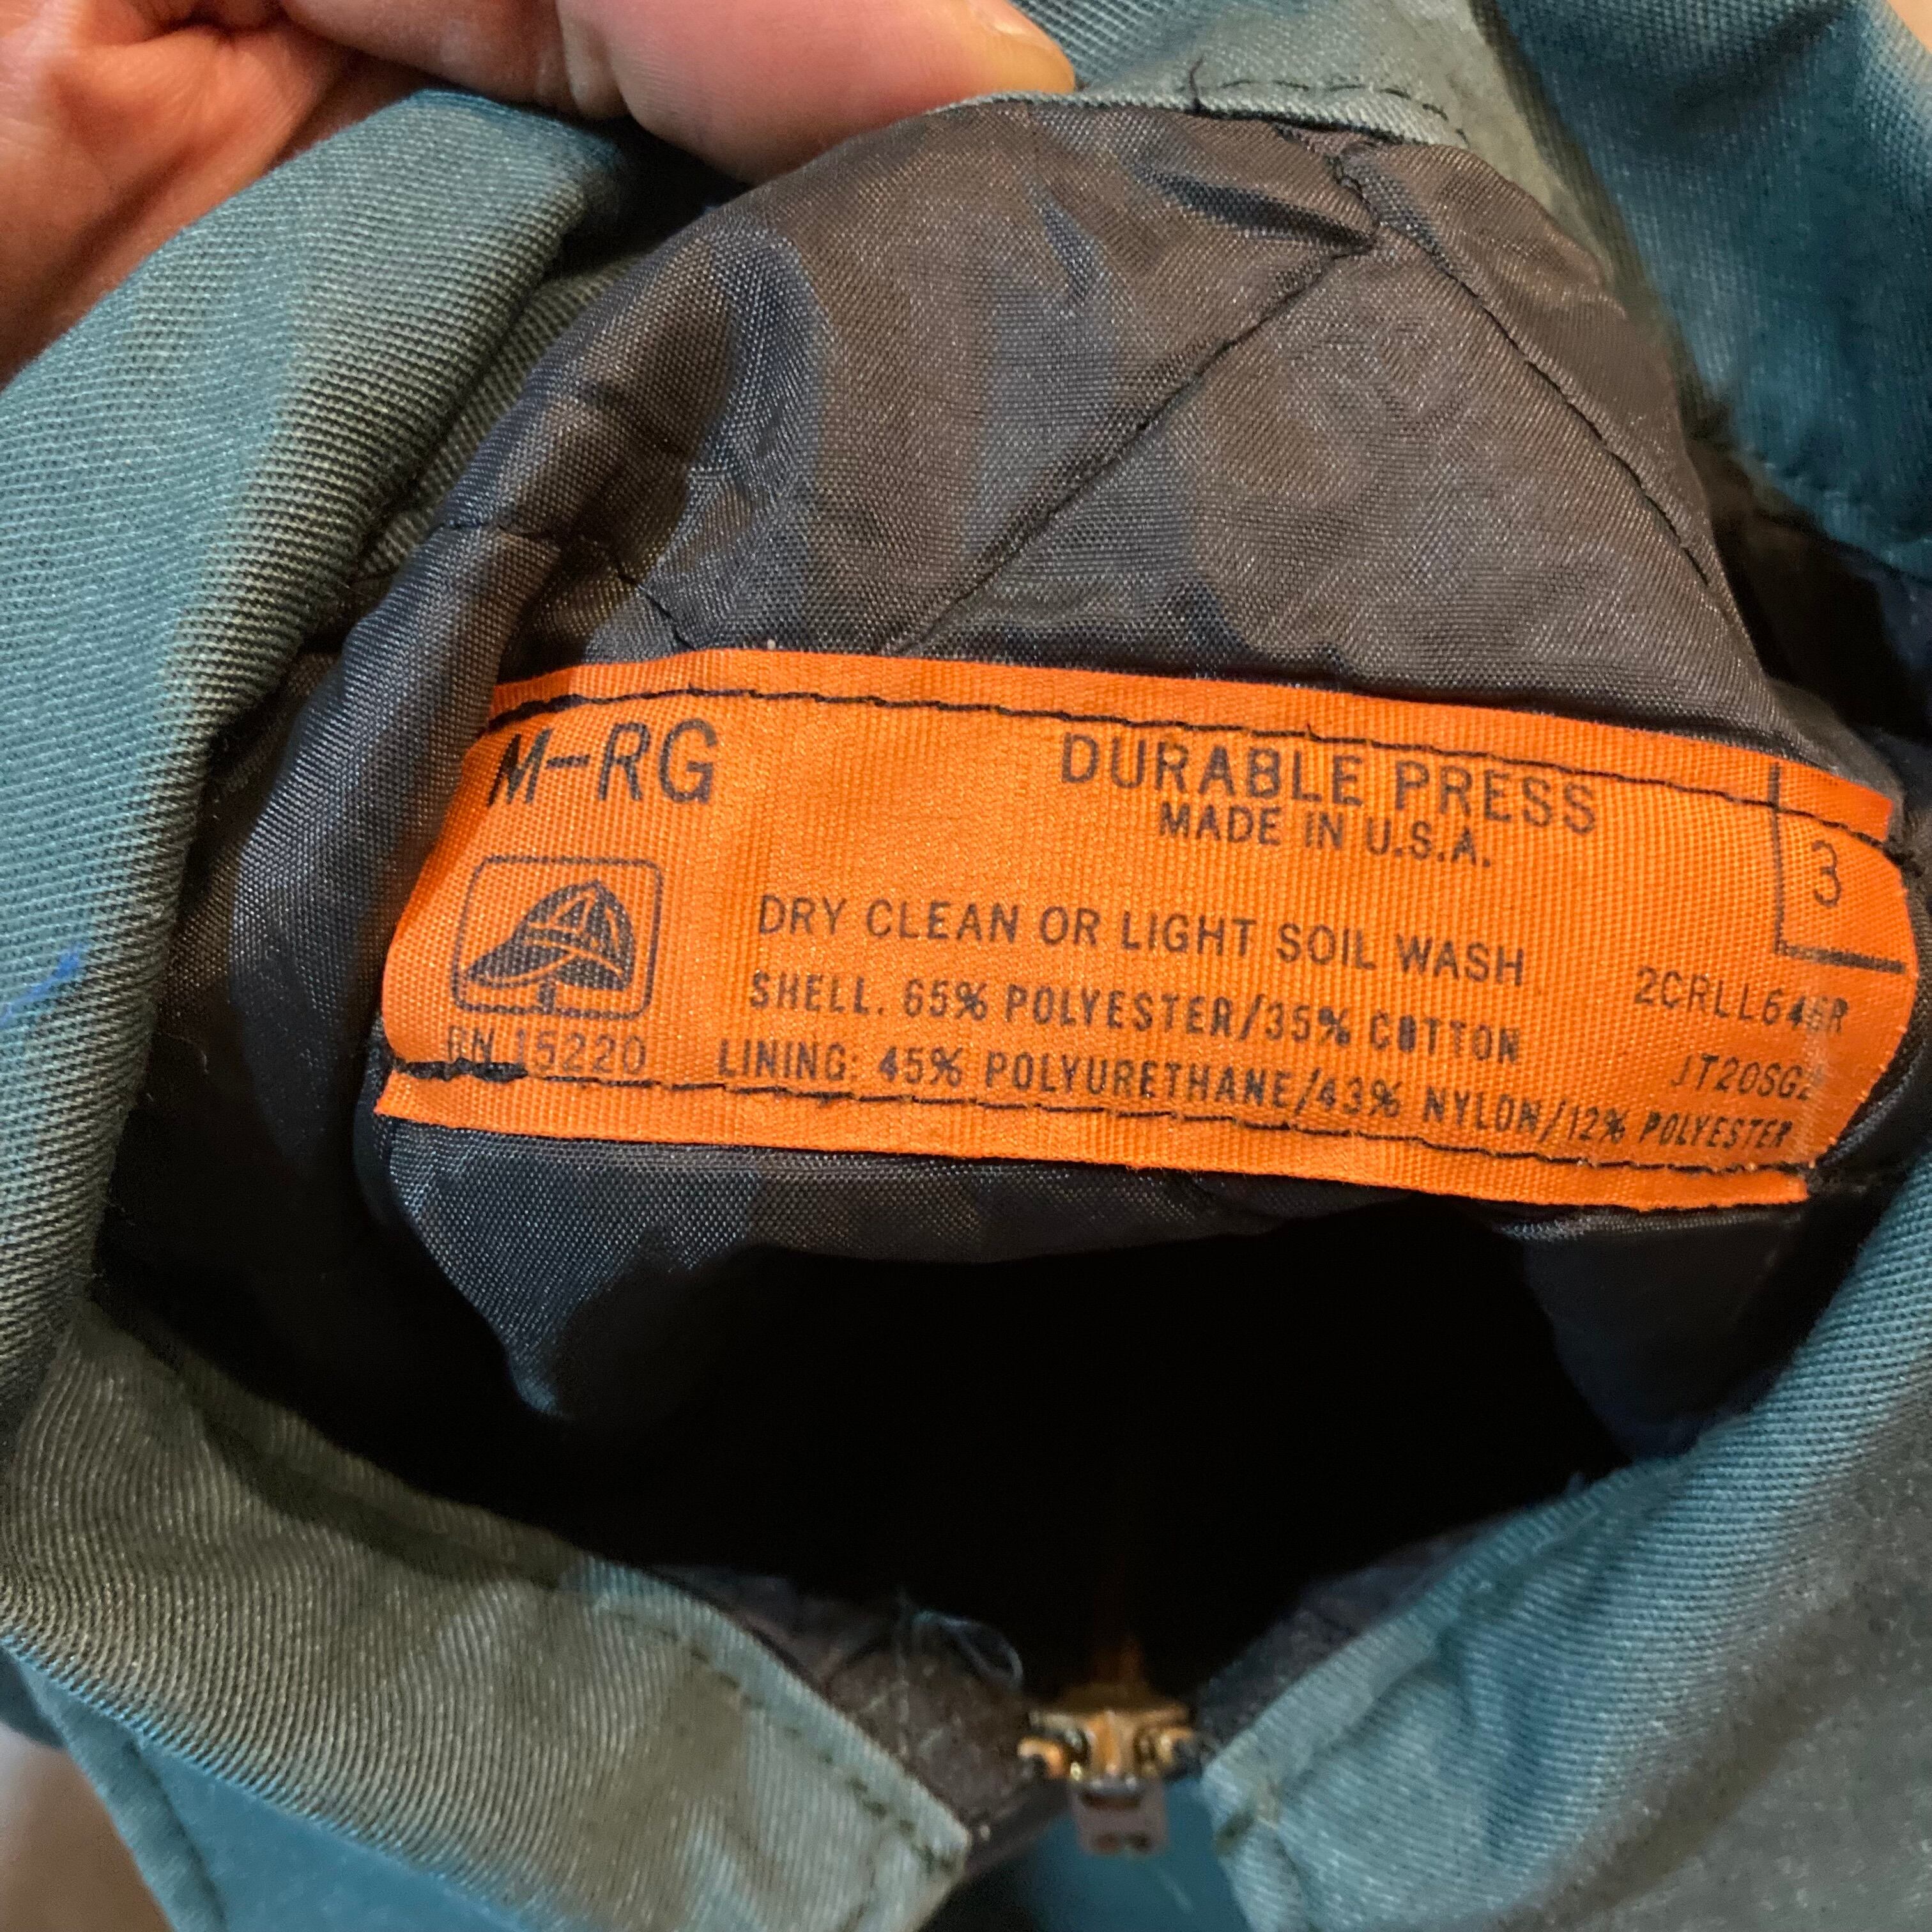 M-RG
DURABLE PRESS
MADE IN U.S.A.
3
DRY CLEAN OR LIGHT SOIL WASH
SHELL. 65% POLYESTER/35% COTTON
LINING: 45% POLYURETHANE/43% NYLON/12% POLYESTER
RN 15220
JT20SG2